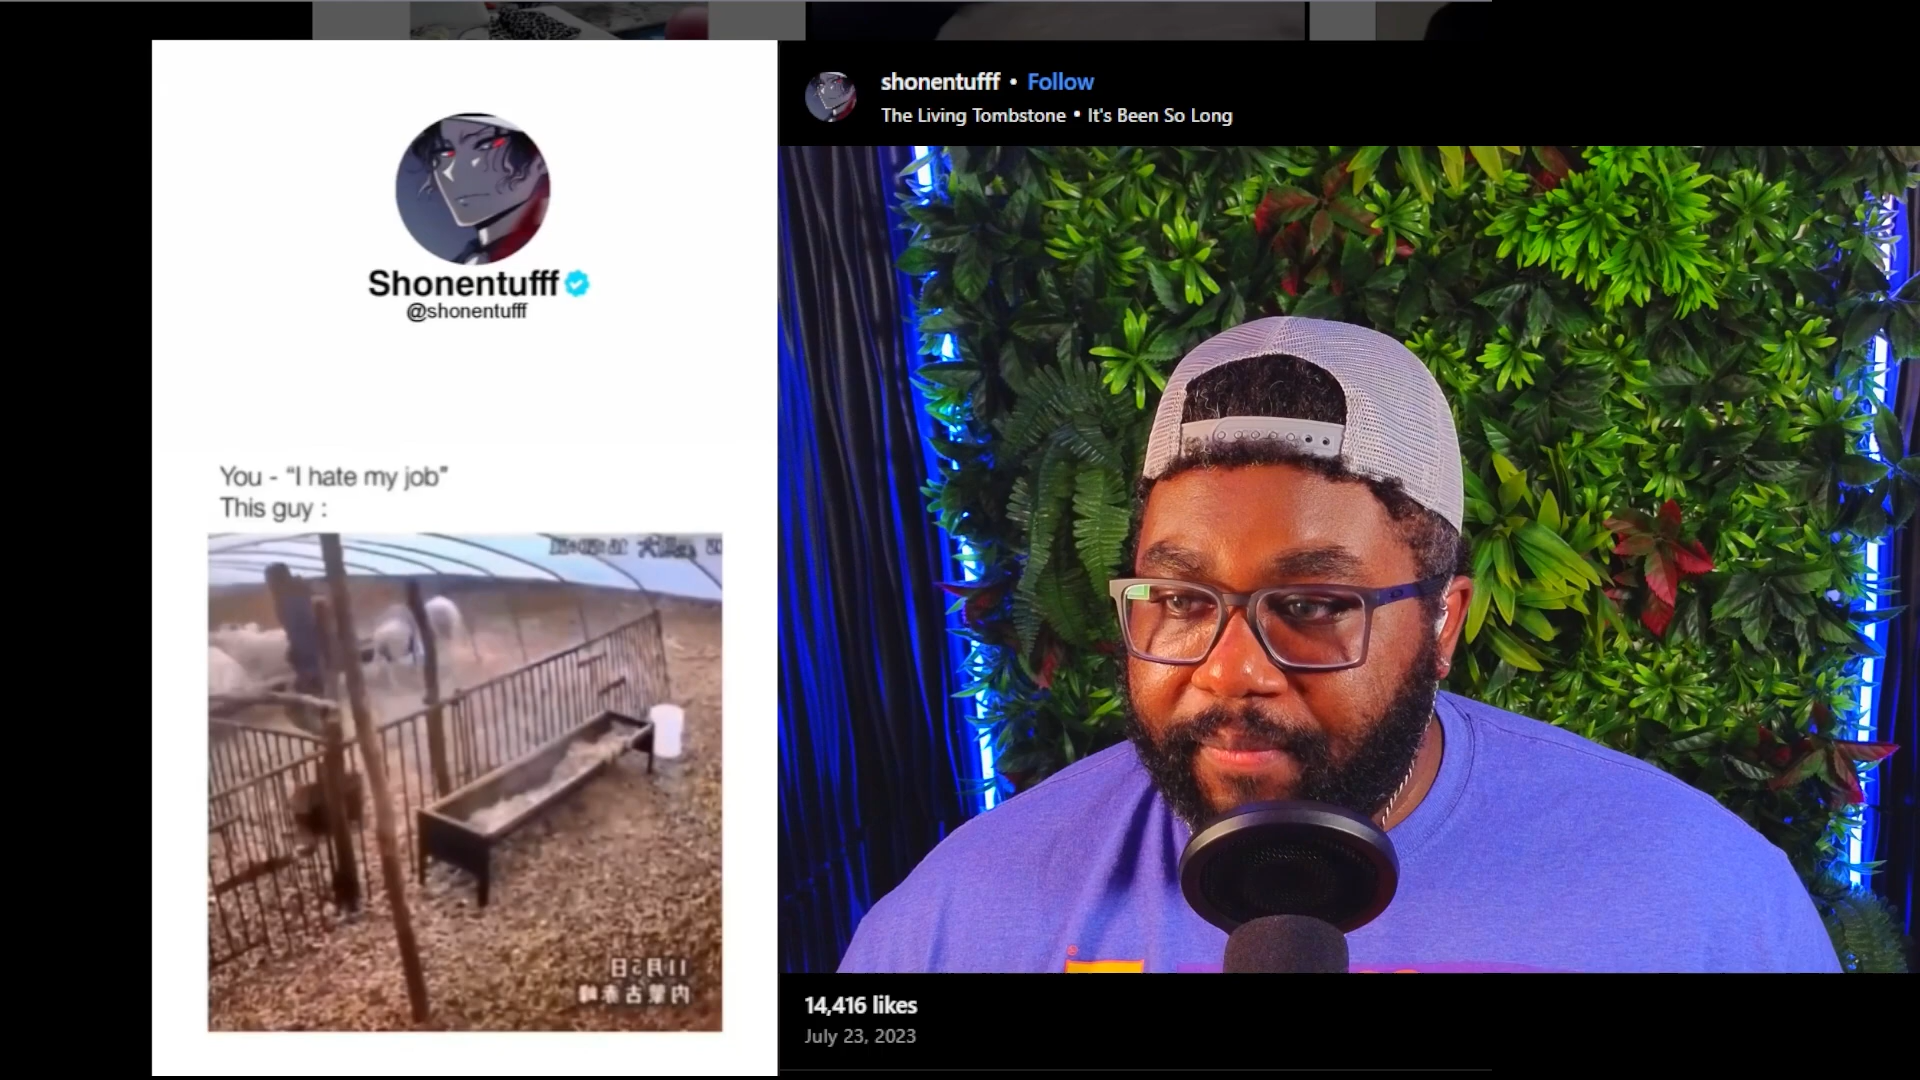 Shonentufff
@shonentufff
You - “I hate my job”
This guy :
shonentufff • Follow
The Living Tombstone • It's Been So Long
14,416 likes
July 23, 2023